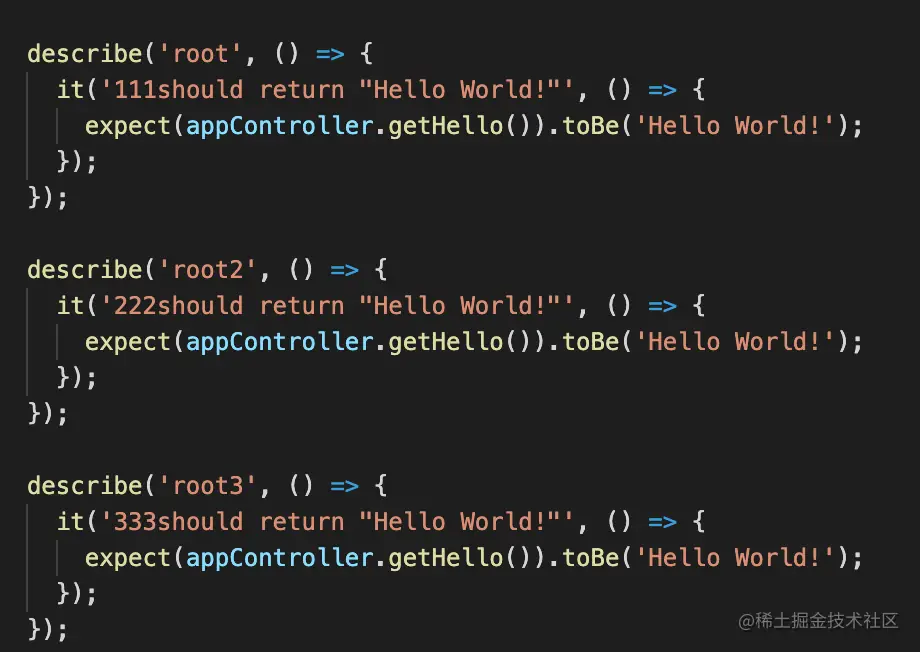 describe('root', () => {
  it('111should return "Hello World!"', () => {
    expect(appController.getHello()).toBe('Hello World!');
  });
});

describe('root2', () => {
  it('222should return "Hello World!"', () => {
    expect(appController.getHello()).toBe('Hello World!');
  });
});

describe('root3', () => {
  it('333should return "Hello World!"', () => {
    expect(appController.getHello()).toBe('Hello World!');
  });
});
@稀土掘金技术社区